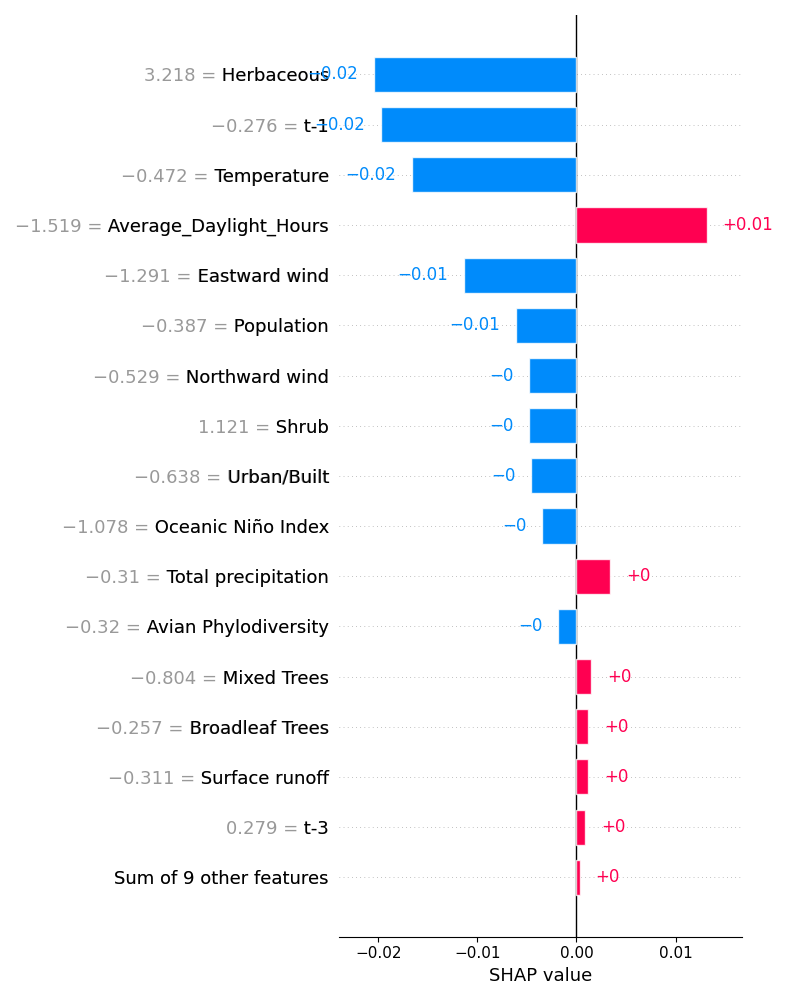 3.218 = Herbaceous −0.02
−0.276 = t-1 −0.02
−0.472 = Temperature −0.02
−1.519 = Average_Daylight_Hours +0.01
−1.291 = Eastward wind −0.01
−0.387 = Population −0.01
−0.529 = Northward wind −0
1.121 = Shrub −0
−0.638 = Urban/Built −0
−1.078 = Oceanic Niño Index −0
−0.31 = Total precipitation +0
−0.32 = Avian Phylodiversity −0
−0.804 = Mixed Trees +0
−0.257 = Broadleaf Trees +0
−0.311 = Surface runoff +0
0.279 = t-3 +0
Sum of 9 other features +0
−0.02 −0.01 0.00 0.01
SHAP value